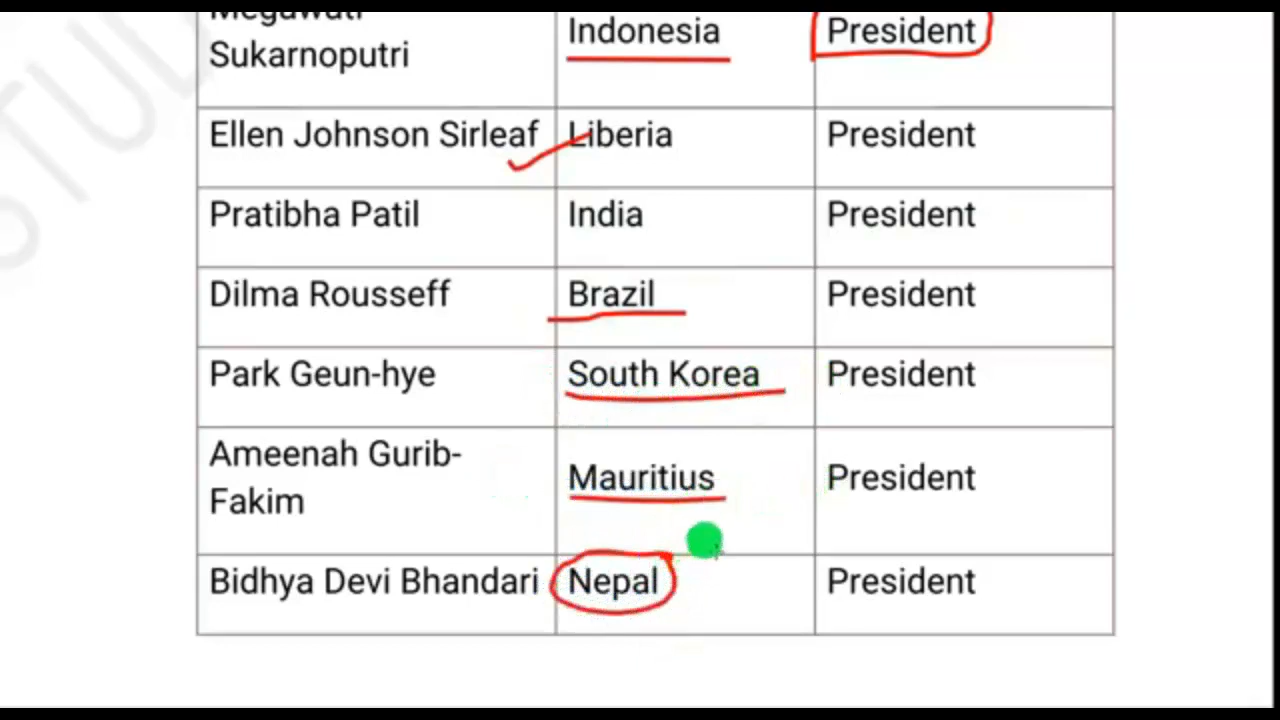 Megawati
Sukarnoputri Indonesia President
Ellen Johnson Sirleaf Liberia President
Pratibha Patil India President
Dilma Rousseff Brazil President
Park Geun-hye South Korea President
Ameenah Gurib-
Fakim Mauritius President
Bidhya Devi Bhandari Nepal President